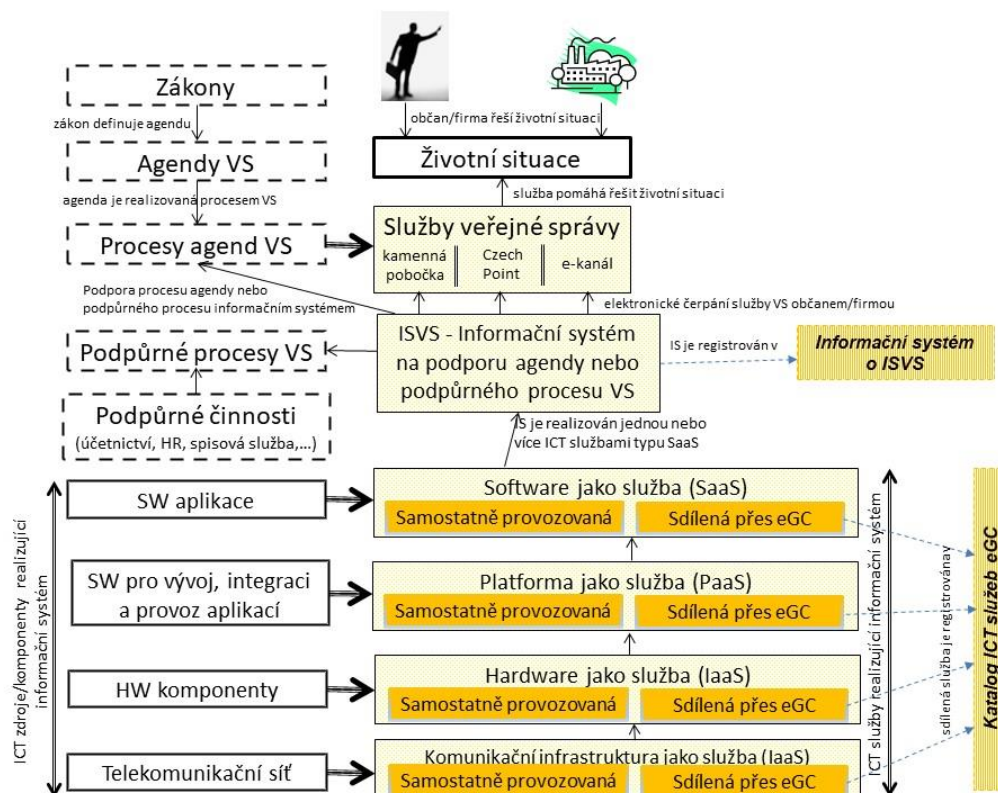 Zákony
zákon definuje agendu
Agendy VS
agenda je realizovaná procesem VS
Procesy agend VS
Podpora procesu agendy nebo
podpůrného procesu informačním systémem
Podpůrné procesy VS
Podpůrné činnosti
(účetnictví, HR, spisová služba,...)
občan/firma řeší životní situaci
Životní situace
služba pomáhá řešit životní situaci
Služby veřejné správy
kamenná
pobočka
Czech
Point
e-kanál
elektronické čerpání služby VS občanem/firmou
ISVS - Informační systém
na podporu agendy nebo
podpůrného procesu VS
IS je registrován v
Informační systém
o ISVS
IS je realizován jednou nebo
více ICT službami typu SaaS
ICT zdroje/komponenty realizující
informační systém
SW aplikace
Software jako služba (SaaS)
Samostatně provozovaná
Sdílená přes eGC
SW pro vývoj, integraci
a provoz aplikací
Platforma jako služba (PaaS)
Samostatně provozovaná
Sdílená přes eGC
HW komponenty
Hardware jako služba (IaaS)
Samostatně provozovaná
Sdílená přes eGC
Telekomunikační síť
Komunikační infrastruktura jako služba (IaaS)
Samostatně provozovaná
Sdílená přes eGC
ICT služby realizující informační systém
sdílená služba je registrovánav
Katalog ICT služeb eGC